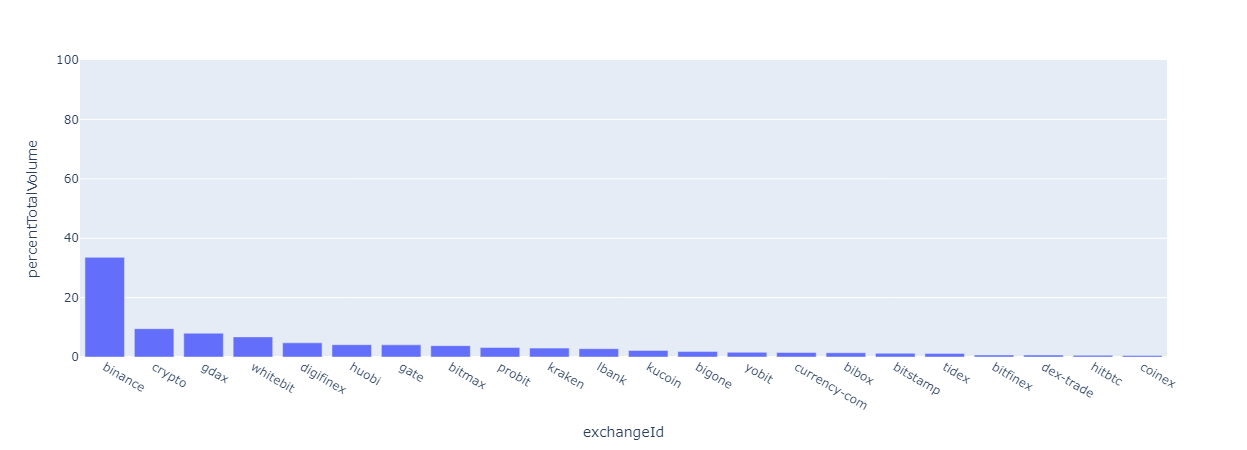 100
80
60
40
20
0
percentTotalVolume
binance
crypto
gdax
whitebit
digifinex
huobi
gate
bitmax
probit
kraken
lbank
kucoin
bigone
yobit
currency-com
bibox
bitstamp
tidex
bitfinex
dex-trade
hitbtc
coinex
exchangeId